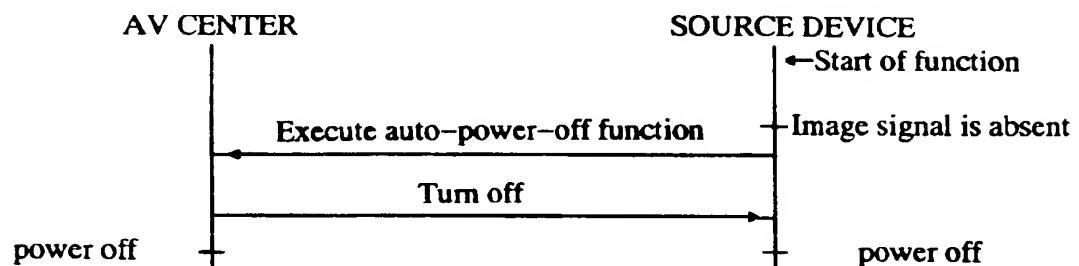 AV CENTER
SOURCE DEVICE
Start of function
Image signal is absent
Execute auto-power-off function
Turn off
power off
power off